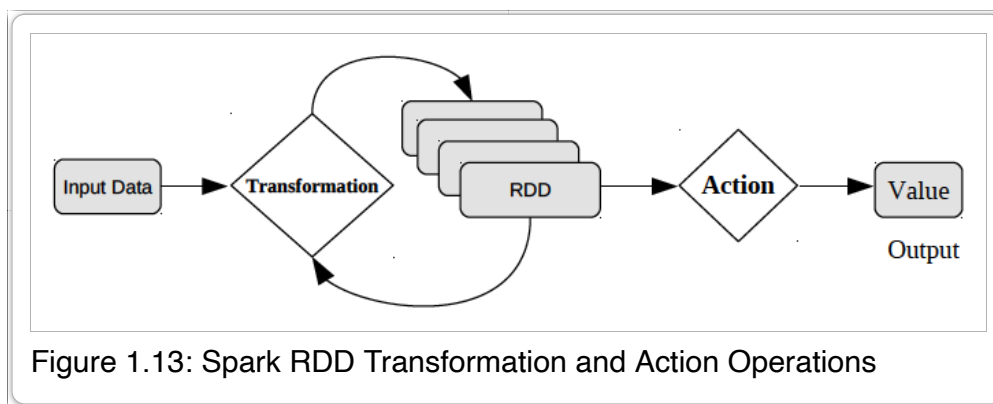 Input Data
Transformation
RDD
Action
Value
Output
Figure 1.13: Spark RDD Transformation and Action Operations